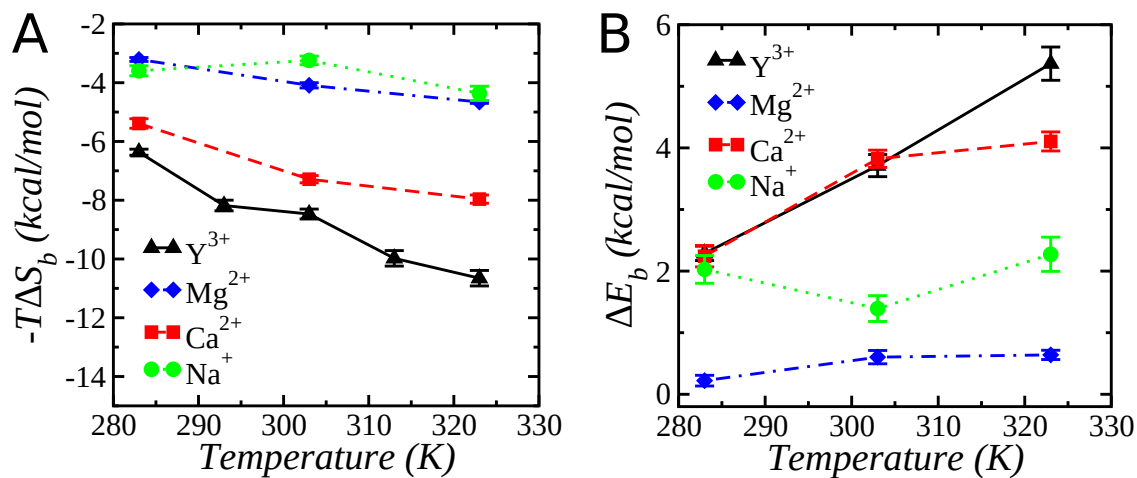 A
-2
-4
-6
-8
-10
-12
-14
-TΔS_b (kcal/mol)
Y³⁺
Mg²⁺
Ca²⁺
Na⁺
280 290 300 310 320 330
Temperature (K)
B
6
4
2
0
ΔE_b (kcal/mol)
Y³⁺
Mg²⁺
Ca²⁺
Na⁺
280 290 300 310 320 330
Temperature (K)